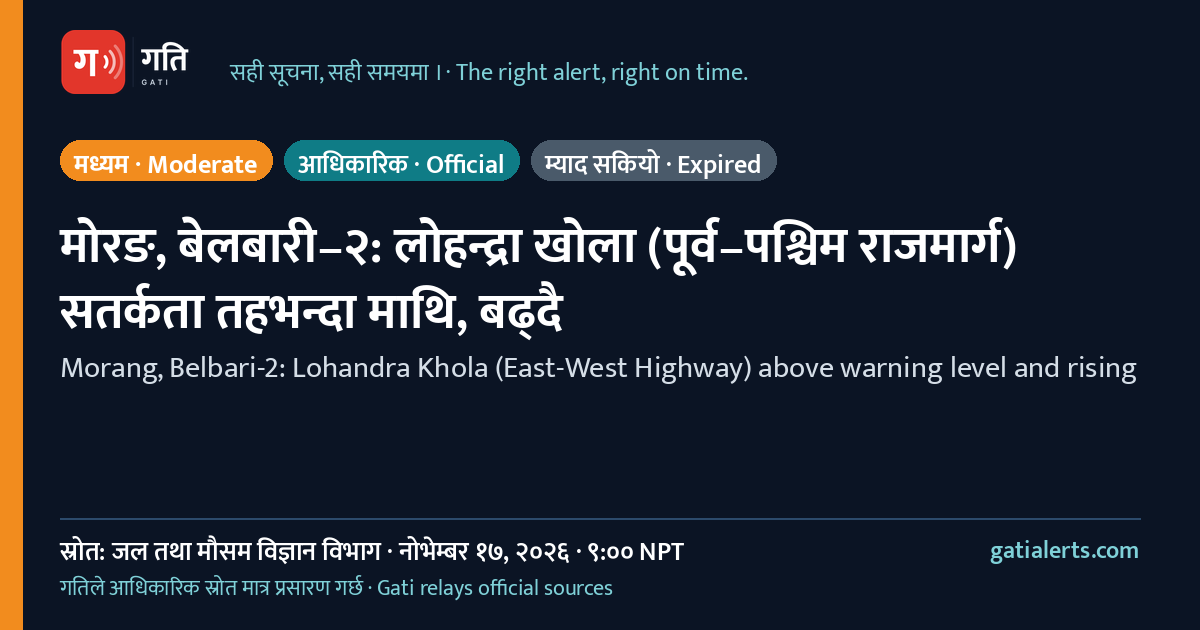 ग गति
GATI
सही सूचना, सही समयमा । · The right alert, right on time.
मध्यम · Moderate आधिकारिक · Official म्याद सकियो · Expired
मोरङ, बेलबारी–२: लोहन्द्रा खोला (पूर्व–पश्चिम राजमार्ग)
सतर्कता तहभन्दा माथि, बढ्दै
Morang, Belbari-2: Lohandra Khola (East-West Highway) above warning level and rising
स्रोत: जल तथा मौसम विज्ञान विभाग · नोभेम्बर १७, २०२६ · ९:०० NPT
gatialerts.com
गतिले आधिकारिक स्रोत मात्र प्रसारण गर्छ · Gati relays official sources